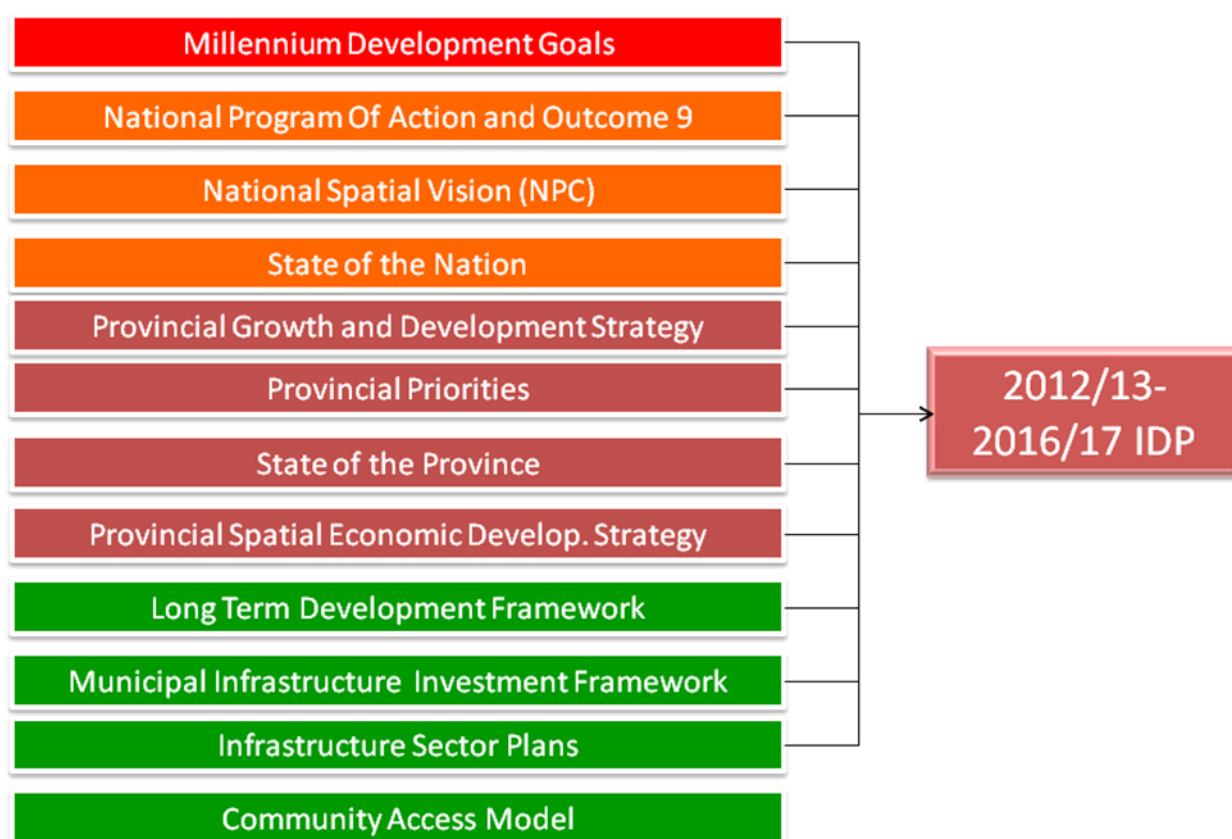 Millennium Development Goals
National Program Of Action and Outcome 9
National Spatial Vision (NPC)
State of the Nation
Provincial Growth and Development Strategy
Provincial Priorities
State of the Province
Provincial Spatial Economic Develop. Strategy
Long Term Development Framework
Municipal Infrastructure Investment Framework
Infrastructure Sector Plans
Community Access Model
2012/13-
2016/17 IDP